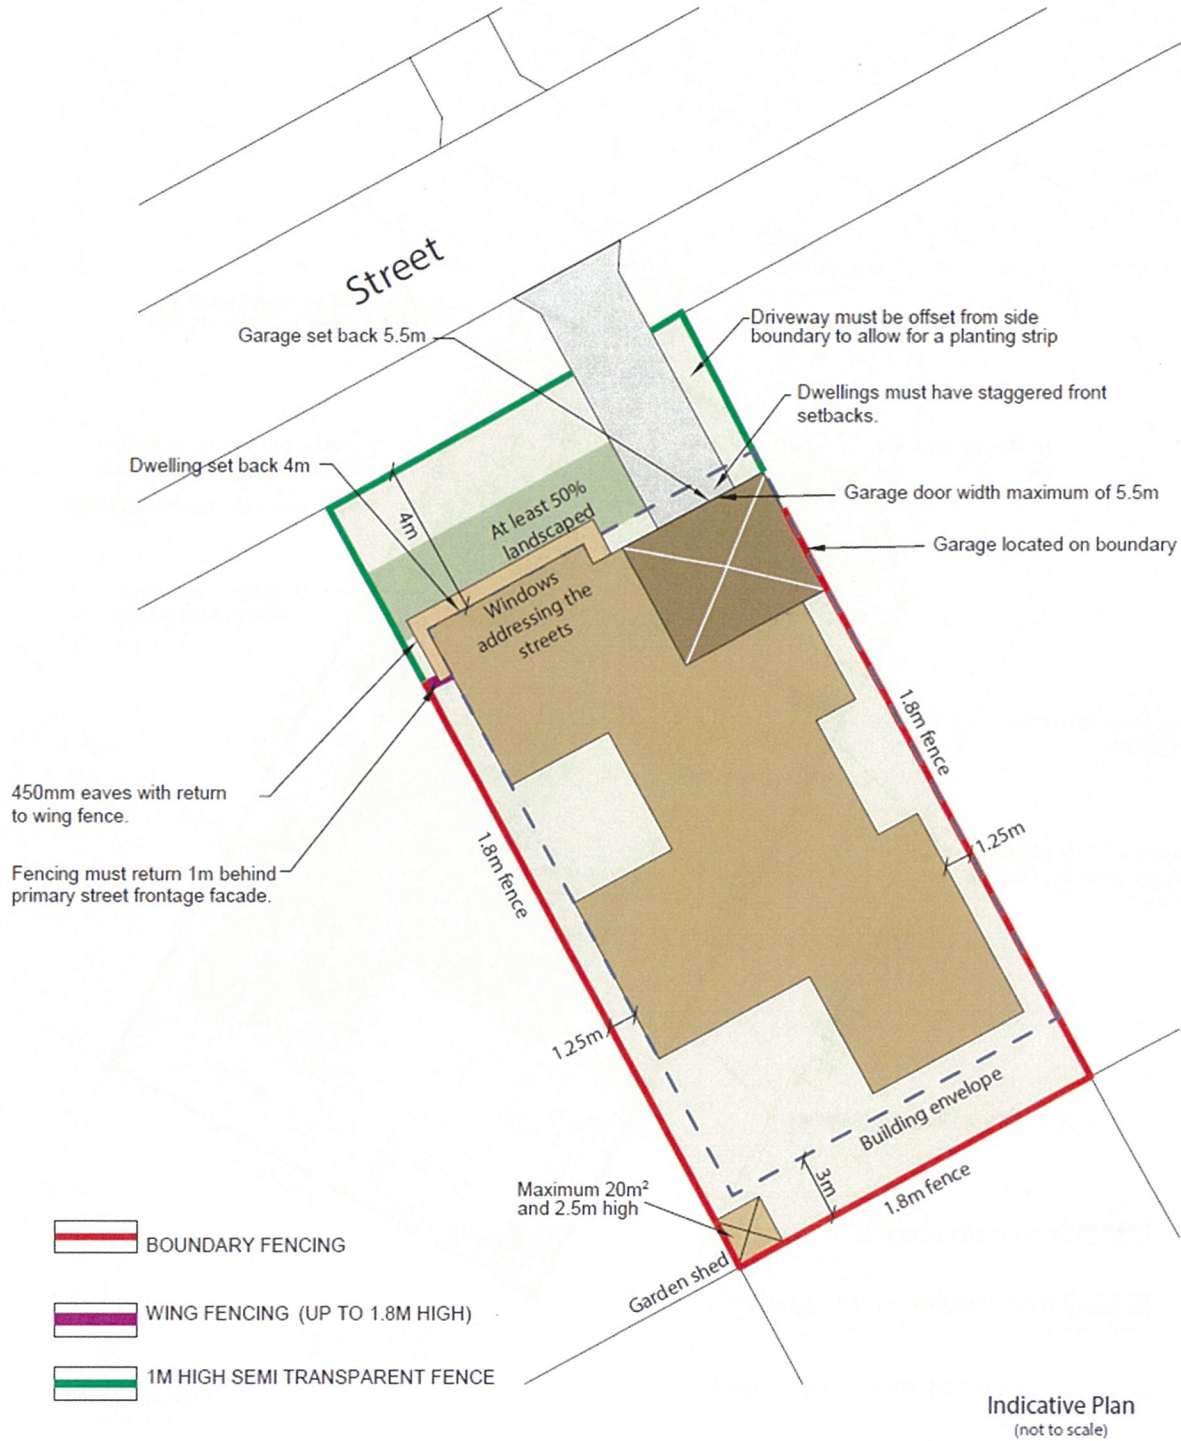 Street
Garage set back 5.5m
Driveway must be offset from side
boundary to allow for a planting strip
Dwellings must have staggered front
setbacks.
Dwelling set back 4m
4m
At least 50%
landscaped
Garage door width maximum of 5.5m
Garage located on boundary
Windows
addressing the
streets
450mm eaves with return
to wing fence.
Fencing must return 1m behind
primary street frontage facade.
1.8m fence
1.8m fence
1.25m
1.25m
Building envelope
3m
1.8m fence
Maximum 20m²
and 2.5m high
Garden shed
BOUNDARY FENCING
WING FENCING (UP TO 1.8M HIGH)
1M HIGH SEMI TRANSPARENT FENCE
Indicative Plan
(not to scale)